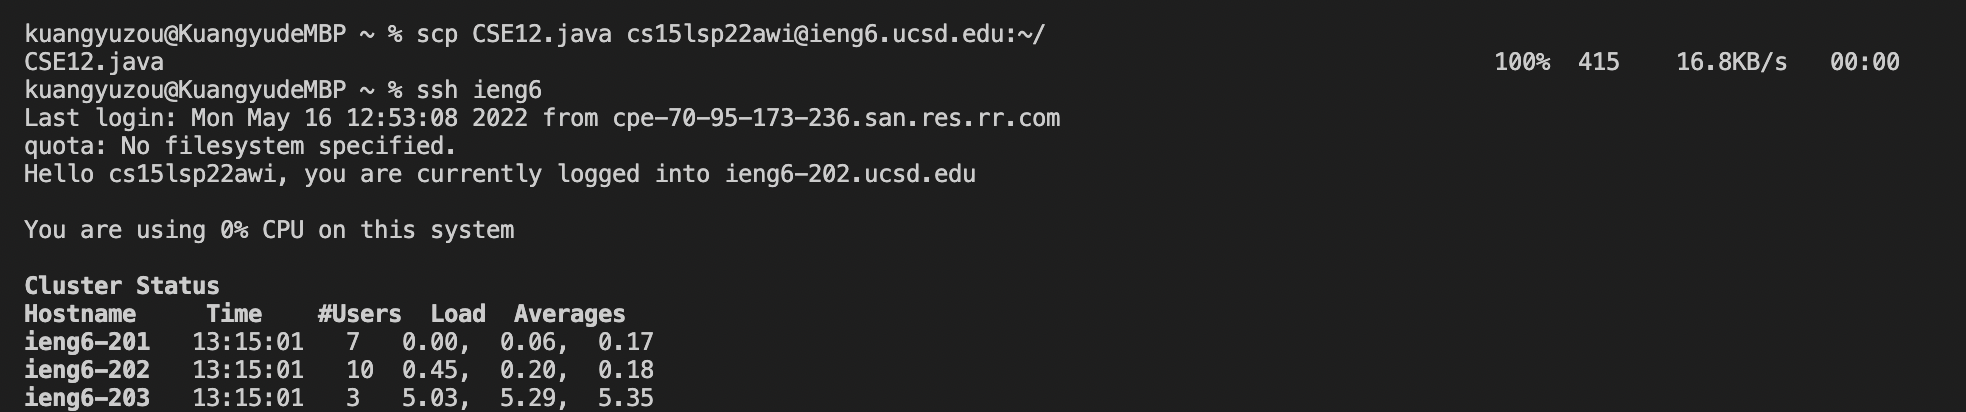 kuangyuzou@KuangyudeMBP ~ % scp CSE12.java cs15lsp22awi@ieng6.ucsd.edu:~/
CSE12.java 100% 415 16.8KB/s 00:00
kuangyuzou@KuangyudeMBP ~ % ssh ieng6
Last login: Mon May 16 12:53:08 2022 from cpe-70-95-173-236.san.res.rr.com
quota: No filesystem specified.
Hello cs15lsp22awi, you are currently logged into ieng6-202.ucsd.edu
You are using 0% CPU on this system
Cluster Status
Hostname Time #Users Load Averages
ieng6-201 13:15:01 7 0.00, 0.06, 0.17
ieng6-202 13:15:01 10 0.45, 0.20, 0.18
ieng6-203 13:15:01 3 5.03, 5.29, 5.35